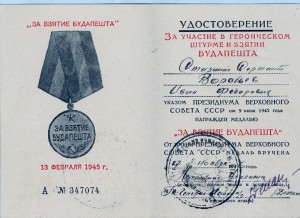 "ЗА ВЗЯТИЕ БУДАПЕШТА"
ЗА ВЗЯТИЕ
БУДАПЕШТА
13 ФЕВРАЛЯ 1945 г.
А № 347074
УДОСТОВЕРЕНИЕ
ЗА УЧАСТИЕ В ГЕРОИЧЕСКОМ
ШТУРМЕ И ВЗЯТИИ
БУДАПЕШТА
Воробьев
Иван Федорович
УКАЗОМ ПРЕЗИДИУМА ВЕРХОВНОГО
СОВЕТА СССР от 9 июня 1945 года
НАГРАЖДЕН МЕДАЛЬЮ
"ЗА ВЗЯТИЕ БУДАПЕШТА"
От имени ПРЕЗИДИУМА ВЕРХОВНОГО
СОВЕТА СССР МЕДАЛЬ ВРУЧЕНА